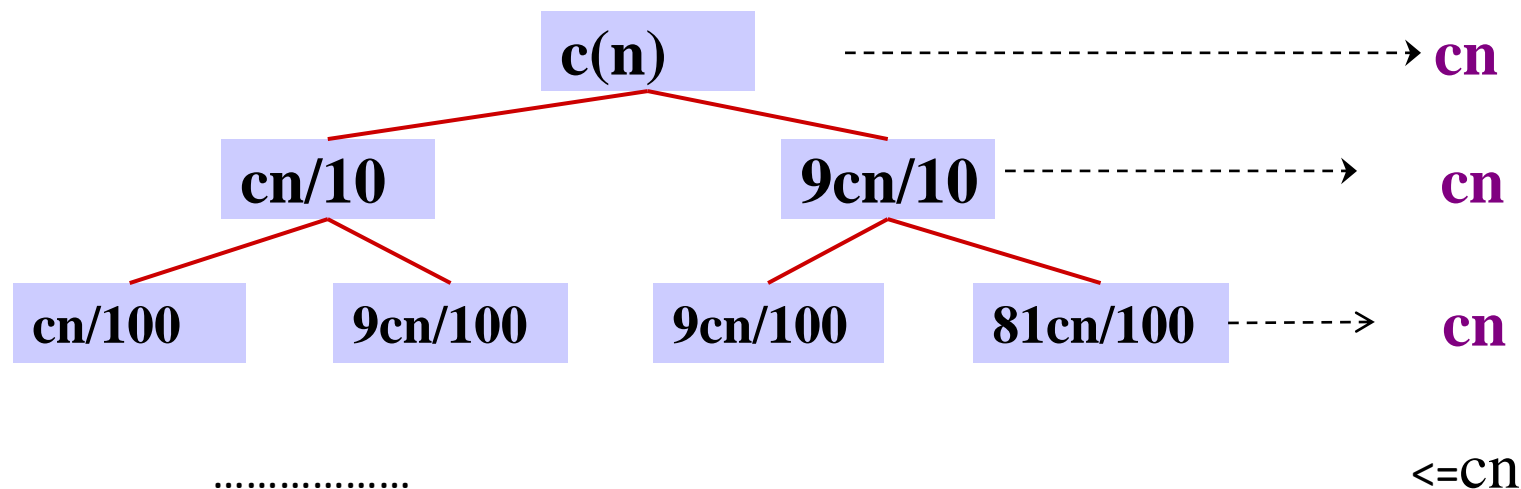 c(n) cn
cn/10 9cn/10 cn
cn/100 9cn/100 9cn/100 81cn/100 cn
.................. <=cn